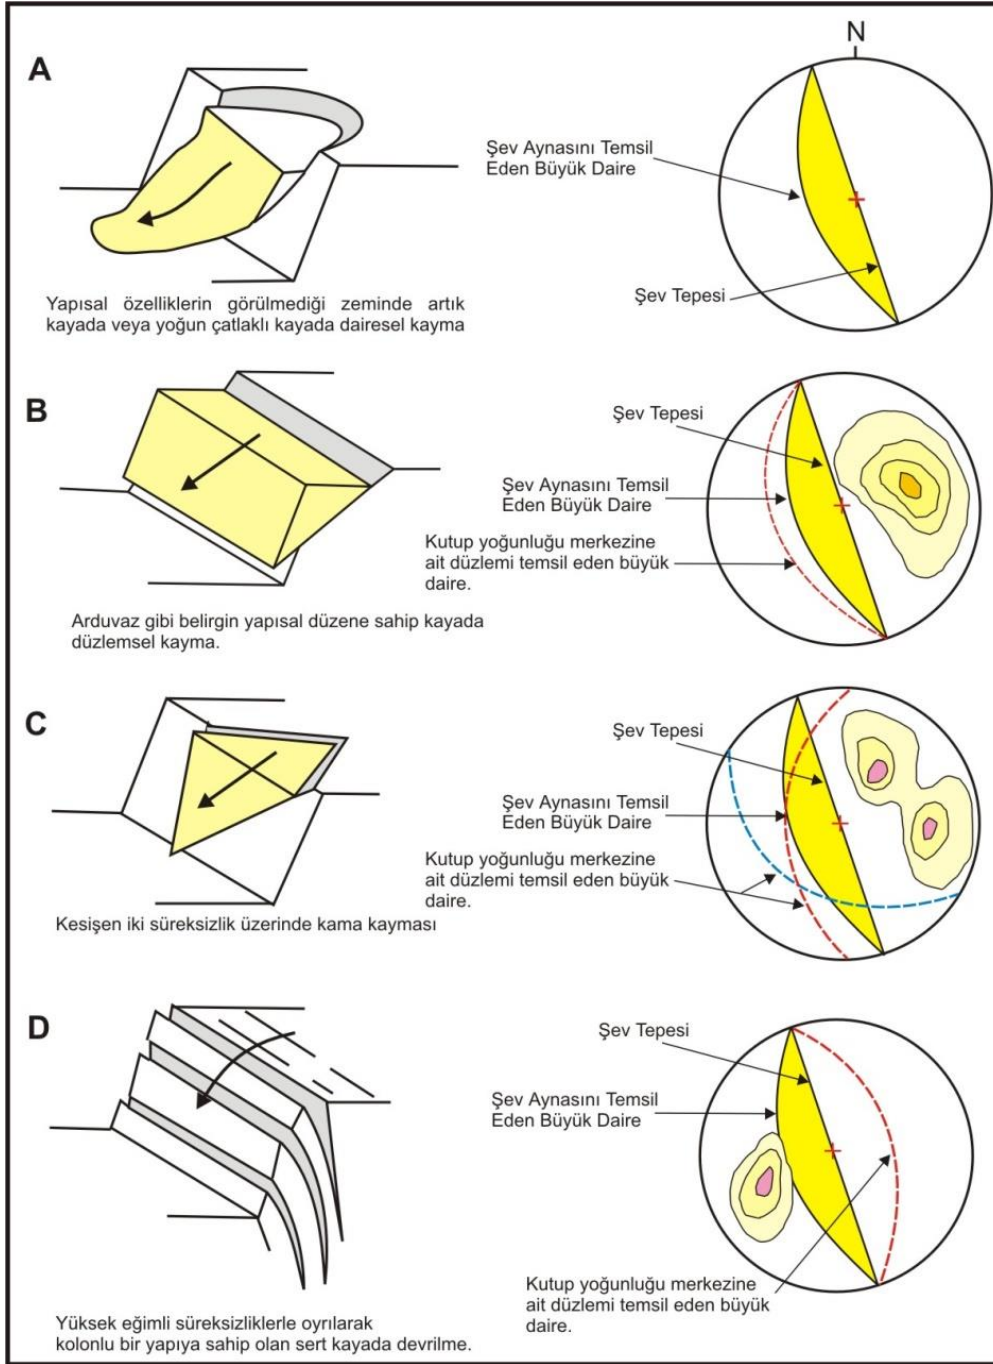 N
A
Şev Aynasını Temsil
Eden Büyük Daire
Şev Tepesi
Yapısal özelliklerin görülmediği zeminde artık
kayada veya yoğun çatlaklı kayada dairesel kayma
B
Şev Tepesi
Şev Aynasını Temsil
Eden Büyük Daire
Kutup yoğunluğu merkezine
ait düzlemi temsil eden büyük
daire.
Arduvaz gibi belirgin yapısal düzene sahip kayada
düzlemsel kayma.
C
Şev Tepesi
Şev Aynasını Temsil
Eden Büyük Daire
Kutup yoğunluğu merkezine
ait düzlemi temsil eden büyük
daire.
Kesişen iki süreksizlik üzerinde kama kayması
D
Şev Tepesi
Şev Aynasını Temsil
Eden Büyük Daire
Kutup yoğunluğu merkezine
ait düzlemi temsil eden büyük
daire.
Yüksek eğimli süreksizliklerle oyrılarak
kolonlu bir yapıya sahip olan sert kayada devrilme.